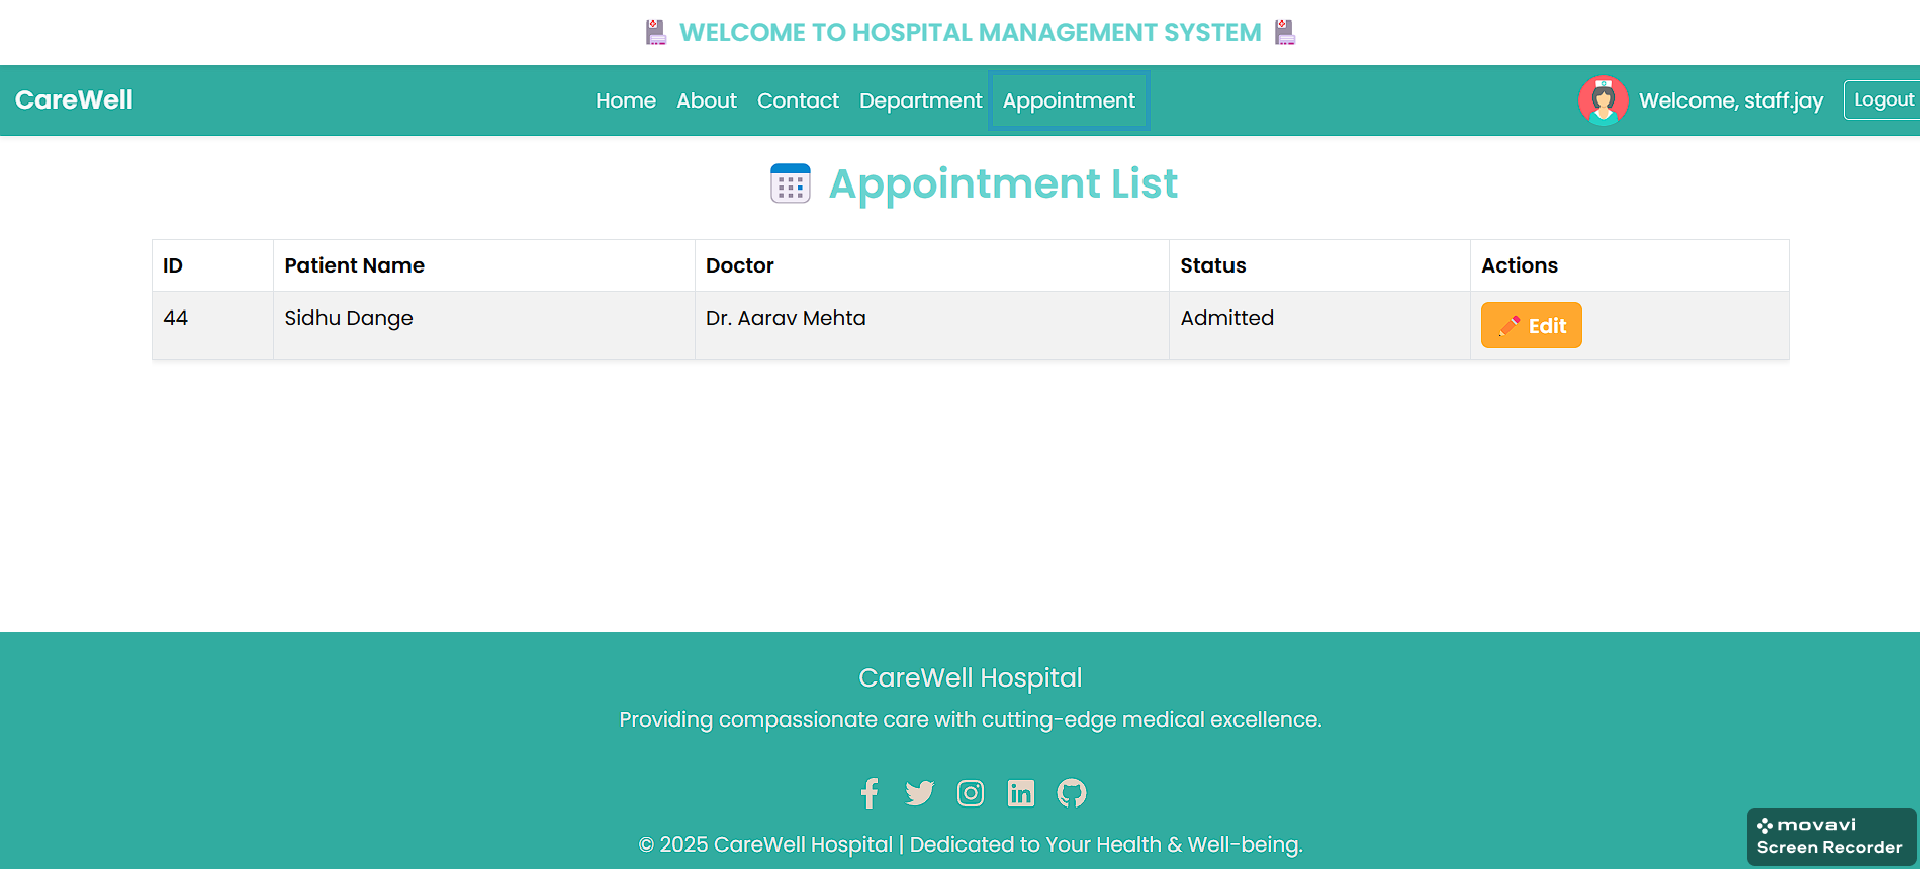 WELCOME TO HOSPITAL MANAGEMENT SYSTEM
CareWell Home About Contact Department Appointment Welcome, staff.jay Logout
Appointment List
ID Patient Name Doctor Status Actions
44 Sidhu Dange Dr. Aarav Mehta Admitted Edit
CareWell Hospital
Providing compassionate care with cutting-edge medical excellence.
© 2025 CareWell Hospital | Dedicated to Your Health & Well-being.
movavi
Screen Recorder